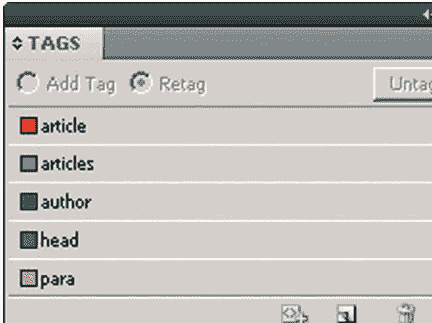 TAGS
Add Tag Retag Untag
article
articles
author
head
para